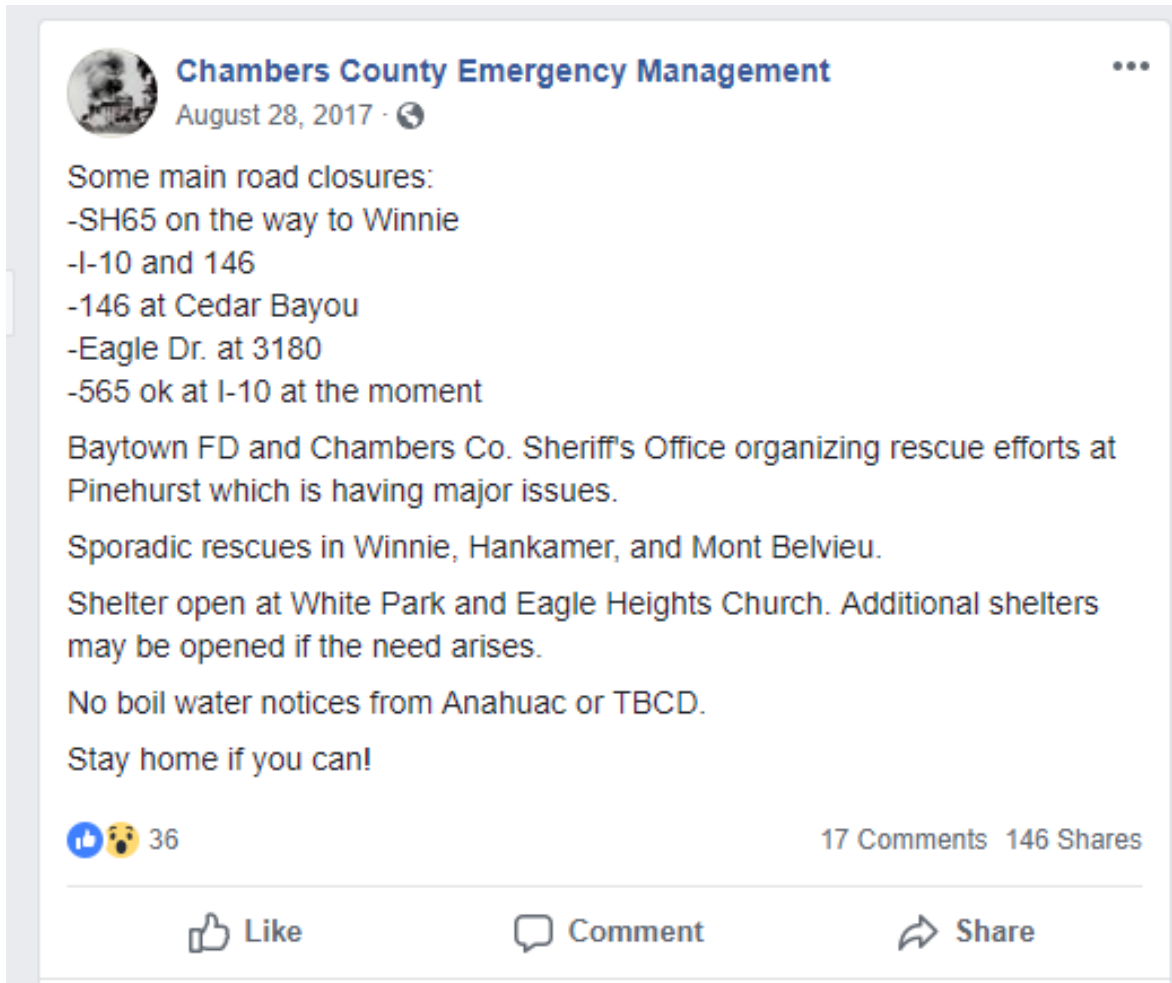 Chambers County Emergency Management
August 28, 2017 ·
Some main road closures:
-SH65 on the way to Winnie
-I-10 and 146
-146 at Cedar Bayou
-Eagle Dr. at 3180
-565 ok at I-10 at the moment
Baytown FD and Chambers Co. Sheriff's Office organizing rescue efforts at
Pinehurst which is having major issues.
Sporadic rescues in Winnie, Hankamer, and Mont Belvieu.
Shelter open at White Park and Eagle Heights Church. Additional shelters
may be opened if the need arises.
No boil water notices from Anahuac or TBCD.
Stay home if you can!
36 17 Comments 146 Shares
Like Comment Share